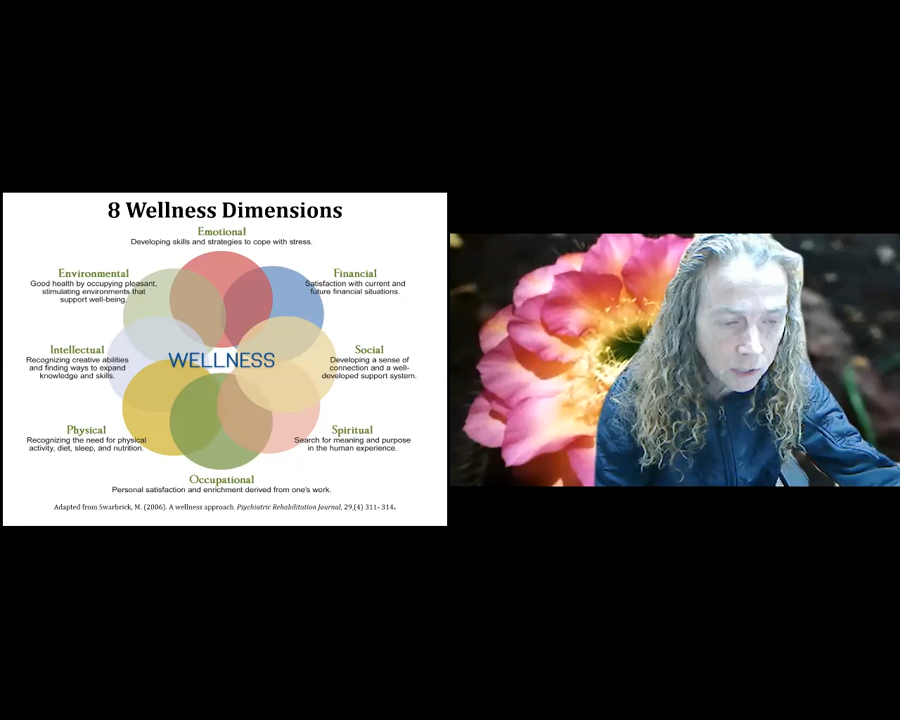 8 Wellness Dimensions
Emotional
Developing skills and strategies to cope with stress.
Environmental
Good health by occupying pleasant,
stimulating environments that
support well-being.
Financial
Satisfaction with current and
future financial situations.
Intellectual
Recognizing creative abilities
and finding ways to expand
knowledge and skills.
WELLNESS
Social
Developing a sense of
connection and a well-
developed support system.
Physical
Recognizing the need for physical
activity, diet, sleep, and nutrition.
Spiritual
Search for meaning and purpose
in the human experience.
Occupational
Personal satisfaction and enrichment derived from one's work.
Adapted from Swarbrick, M. (2006). A wellness approach. Psychiatric Rehabilitation Journal, 29,(4) 311- 314.